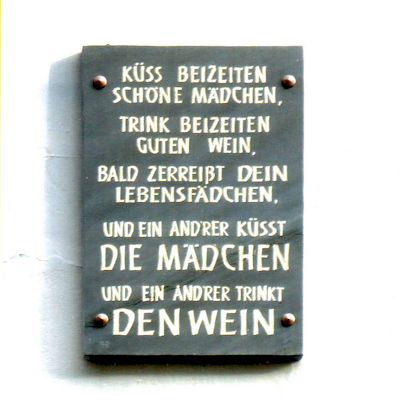 KÜSS BEIZEITEN
SCHÖNE MÄDCHEN,
TRINK BEIZEITEN
GUTEN WEIN,
BALD ZERREIßT DEIN
LEBENSFÄDCHEN,
UND EIN AND'RER KÜSST
DIE MÄDCHEN
UND EIN AND'RER TRINKT
DEN WEIN